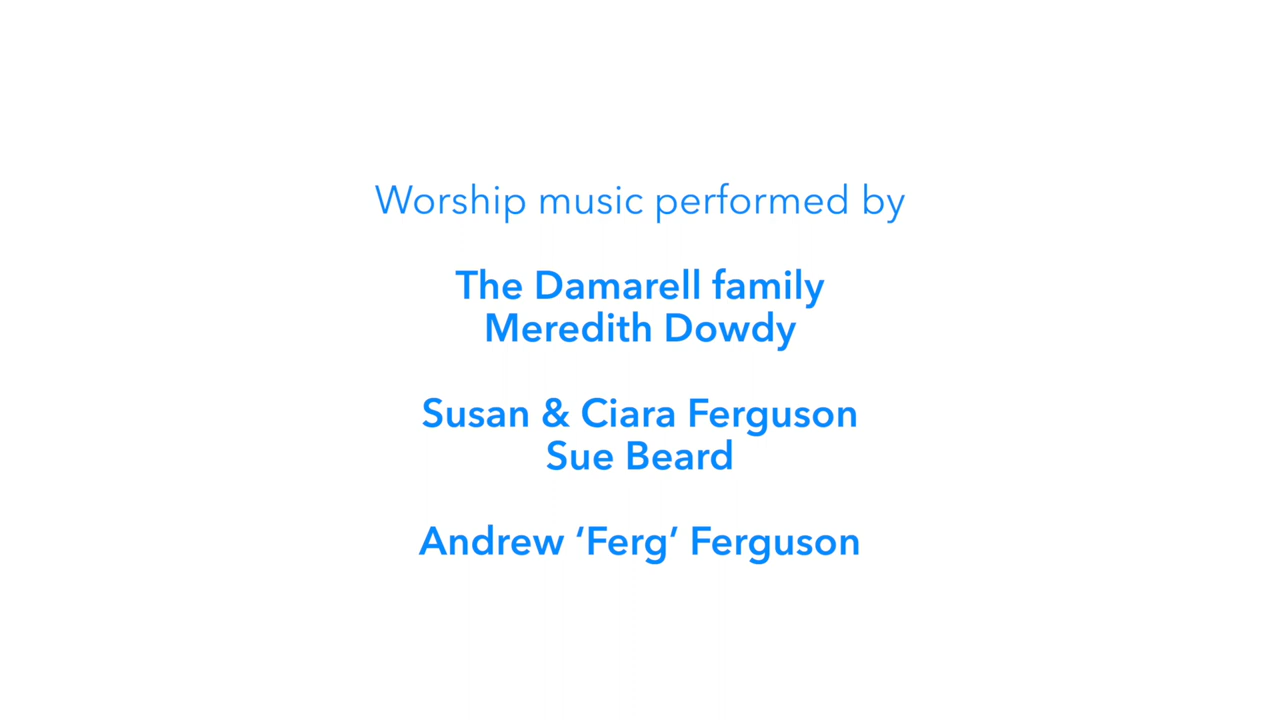 Worship music performed by
The Damarell family
Meredith Dowdy
Susan & Ciara Ferguson
Sue Beard
Andrew ‘Ferg’ Ferguson